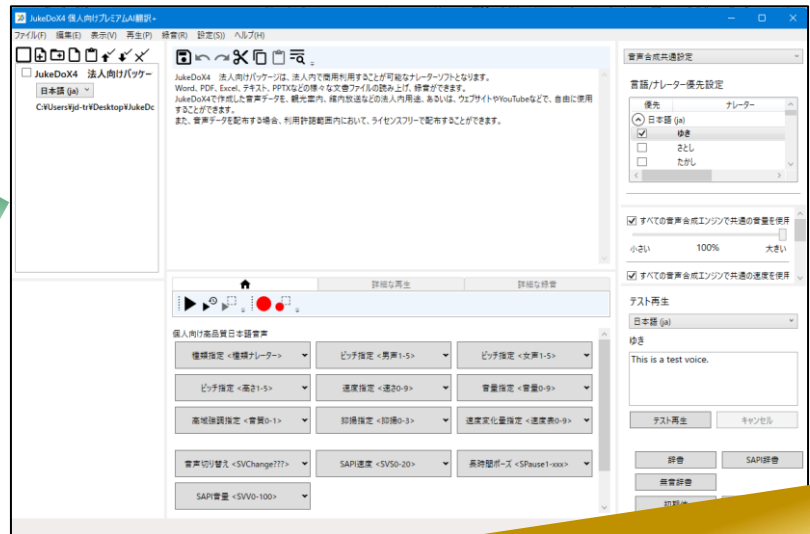 JukeDoX4 個人向けプレミアムAI翻訳+
ファイル(F) 編集(E) 表示(V) 再生(P) 録音(R) 設定(S)) ヘルプ(H)
JukeDoX4 法人向けパッケー
日本語 (ja)
C:¥Users¥jd-tr¥Desktop¥JukeDc
JukeDoX4 法人向けパッケージは、法人内で商用利用することが可能なナレーターソフトとなります。
Word、PDF、Excel、テキスト、PPTXなどの様々な文書ファイルの読み上げ、録音ができます。
JukeDoX4で作成した音声データを、観光案内、館内放送などの法人内用途、あるいは、ウェブサイトやYouTubeなどで、自由に使用
することができます。
また、音声データを配布する場合、利用許諾範囲内において、ライセンスフリーで配布することができます。
詳細な再生 詳細な録音
個人向け高品質日本語音声
種類指定 <種類ナレーター> ピッチ指定 <男声1-5> ピッチ指定 <女声1-5>
ピッチ指定 <高さ1-5> 速度指定 <速さ0-9> 音量指定 <音量0-9>
高域強調指定 <音質0-1> 抑揚指定 <抑揚0-3> 速度変化量指定 <速度表0-9>
音声切り替え <SVChange???> SAPI速度 <SVS0-20> 長時間ポーズ <SPause1-xxx>
SAPI音量 <SVV0-100>
音声合成共通設定
言語/ナレーター優先設定
優先 ナレーター
日本語 (ja)
ゆき
さとし
たかし
すべての音声合成エンジンで共通の音量を使用
小さい 100% 大きい
すべての音声合成エンジンで共通の速度を使用
テスト再生
日本語 (ja)
ゆき
This is a test voice.
テスト再生 キャンセル
辞書 SAPI辞書
無音辞書